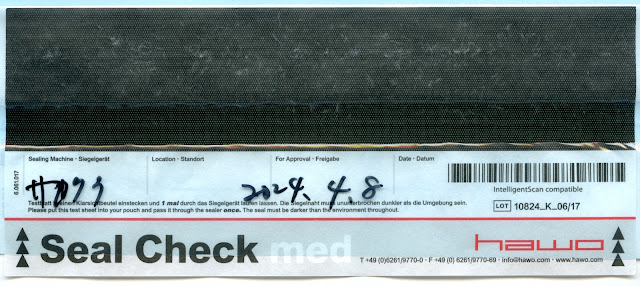 Sealing Machine · Siegelgerät
Location · Standort
For Approval · Freigabe
Date · Datum
6.061.017
2024. 4. 8
IntelligentScan compatible
LOT 10824_K_06/17
Testblatt in einen Klarsichtbeutel einstecken und 1 mal durch das Siegelgerät laufen lassen. Die Siegelnaht muss ununterbrochen dunkler als die Umgebung sein.
Please put this test sheet into your pouch and pass it through the sealer once. The seal must be darker than the environment throughout.
Seal Check med
hawo
T +49 (0)6261/9770-0 · F +49 (0) 6261/9770-69 · info@hawo.com · www.hawo.com